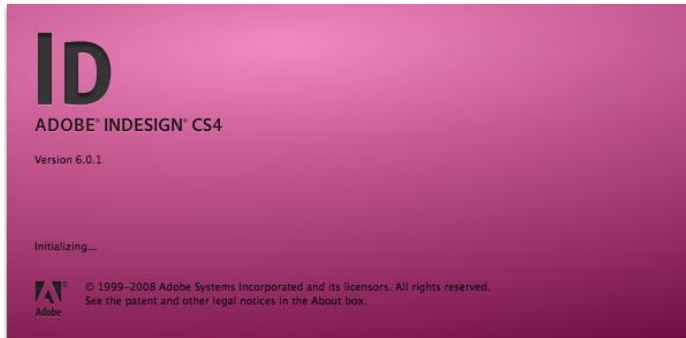 ID
ADOBE® INDESIGN® CS4
Version 6.0.1
Initializing...
© 1999-2008 Adobe Systems Incorporated and its licensors. All rights reserved.
See the patent and other legal notices in the About box.
Adobe